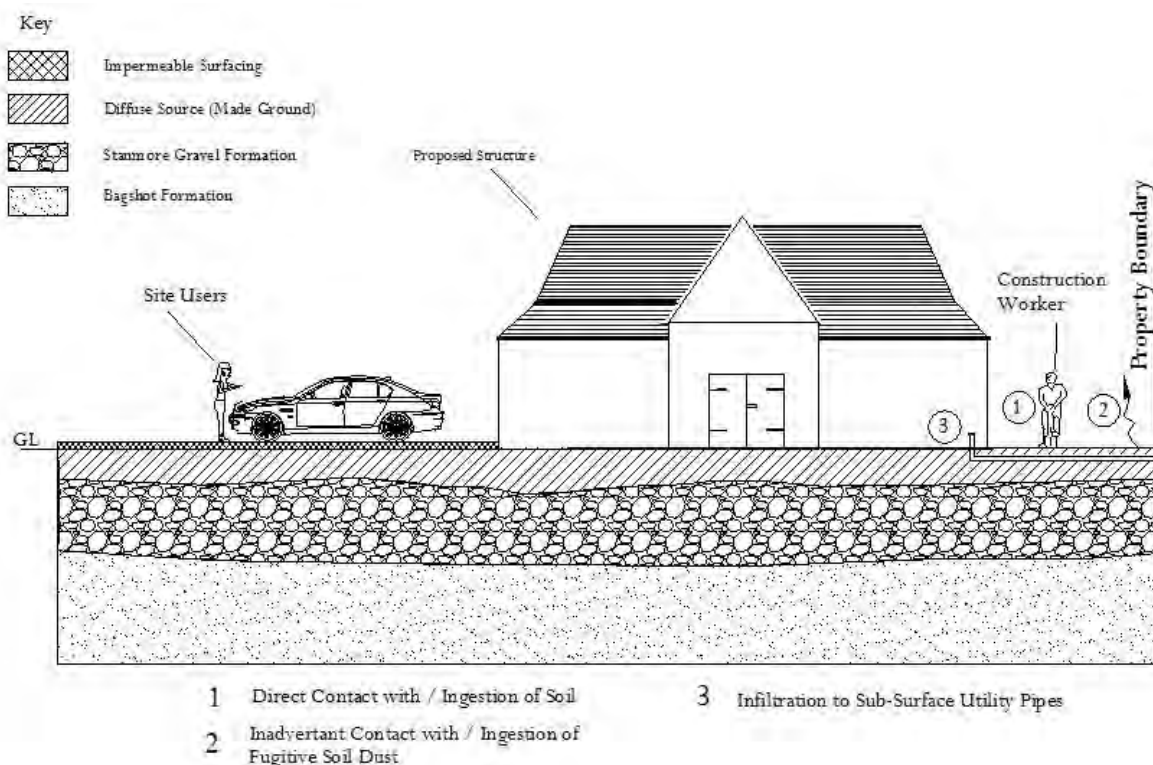 Key
Impermeable Surfacing
Diffuse Source (Made Ground)
Stanmore Gravel Formation
Bagshot Formation
Proposed Structure
Site Users
Construction
Worker
Property Boundary
1
2
3
GL
1 Direct Contact with / Ingestion of Soil
2 Inadvertant Contact with / Ingestion of
Fugitive Soil Dust
3 Infiltration to Sub-Surface Utility Pipes